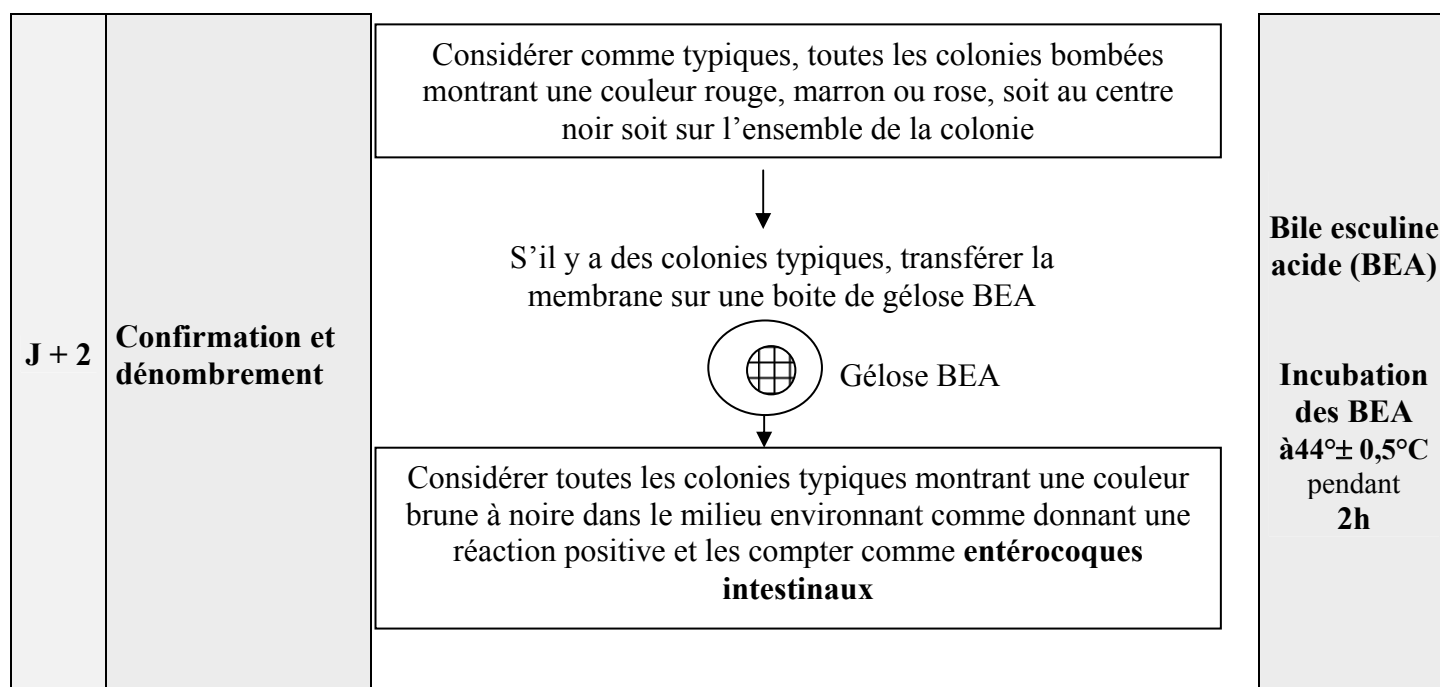 J + 2
Confirmation et
dénombrement
Considérer comme typiques, toutes les colonies bombées
montrant une couleur rouge, marron ou rose, soit au centre
noir soit sur l’ensemble de la colonie
S’il y a des colonies typiques, transférer la
membrane sur une boite de gélose BEA
Gélose BEA
Considérer toutes les colonies typiques montrant une couleur
brune à noire dans le milieu environnant comme donnant une
réaction positive et les compter comme entérocoques
intestinaux
Bile esculine
acide (BEA)
Incubation
des BEA
à44°± 0,5°C
pendant
2h